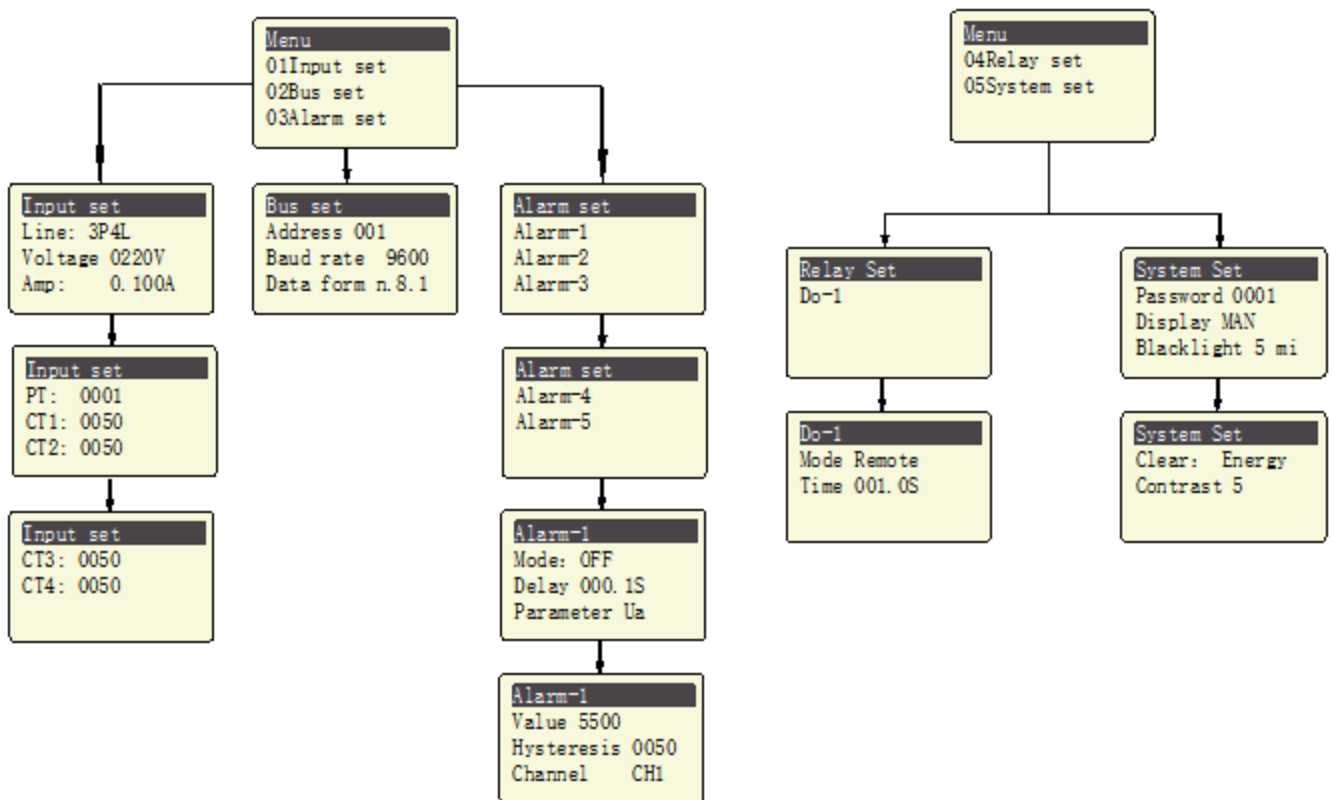 Menu
01Input set
02Bus set
03Alarm set
Input set
Line: 3P4L
Voltage 0220V
Amp: 0.100A
Input set
PT: 0001
CT1: 0050
CT2: 0050
Input set
CT3: 0050
CT4: 0050
Bus set
Address 001
Baud rate 9600
Data form n.8.1
Alarm set
Alarm-1
Alarm-2
Alarm-3
Alarm set
Alarm-4
Alarm-5
Alarm-1
Mode: OFF
Delay 000.1S
Parameter Ua
Alarm-1
Value 5500
Hysteresis 0050
Channel CH1
Menu
04Relay set
05System set
Relay Set
Do-1
Do-1
Mode Remote
Time 001.0S
System Set
Password 0001
Display MAN
Blacklight 5 mi
System Set
Clear: Energy
Contrast 5